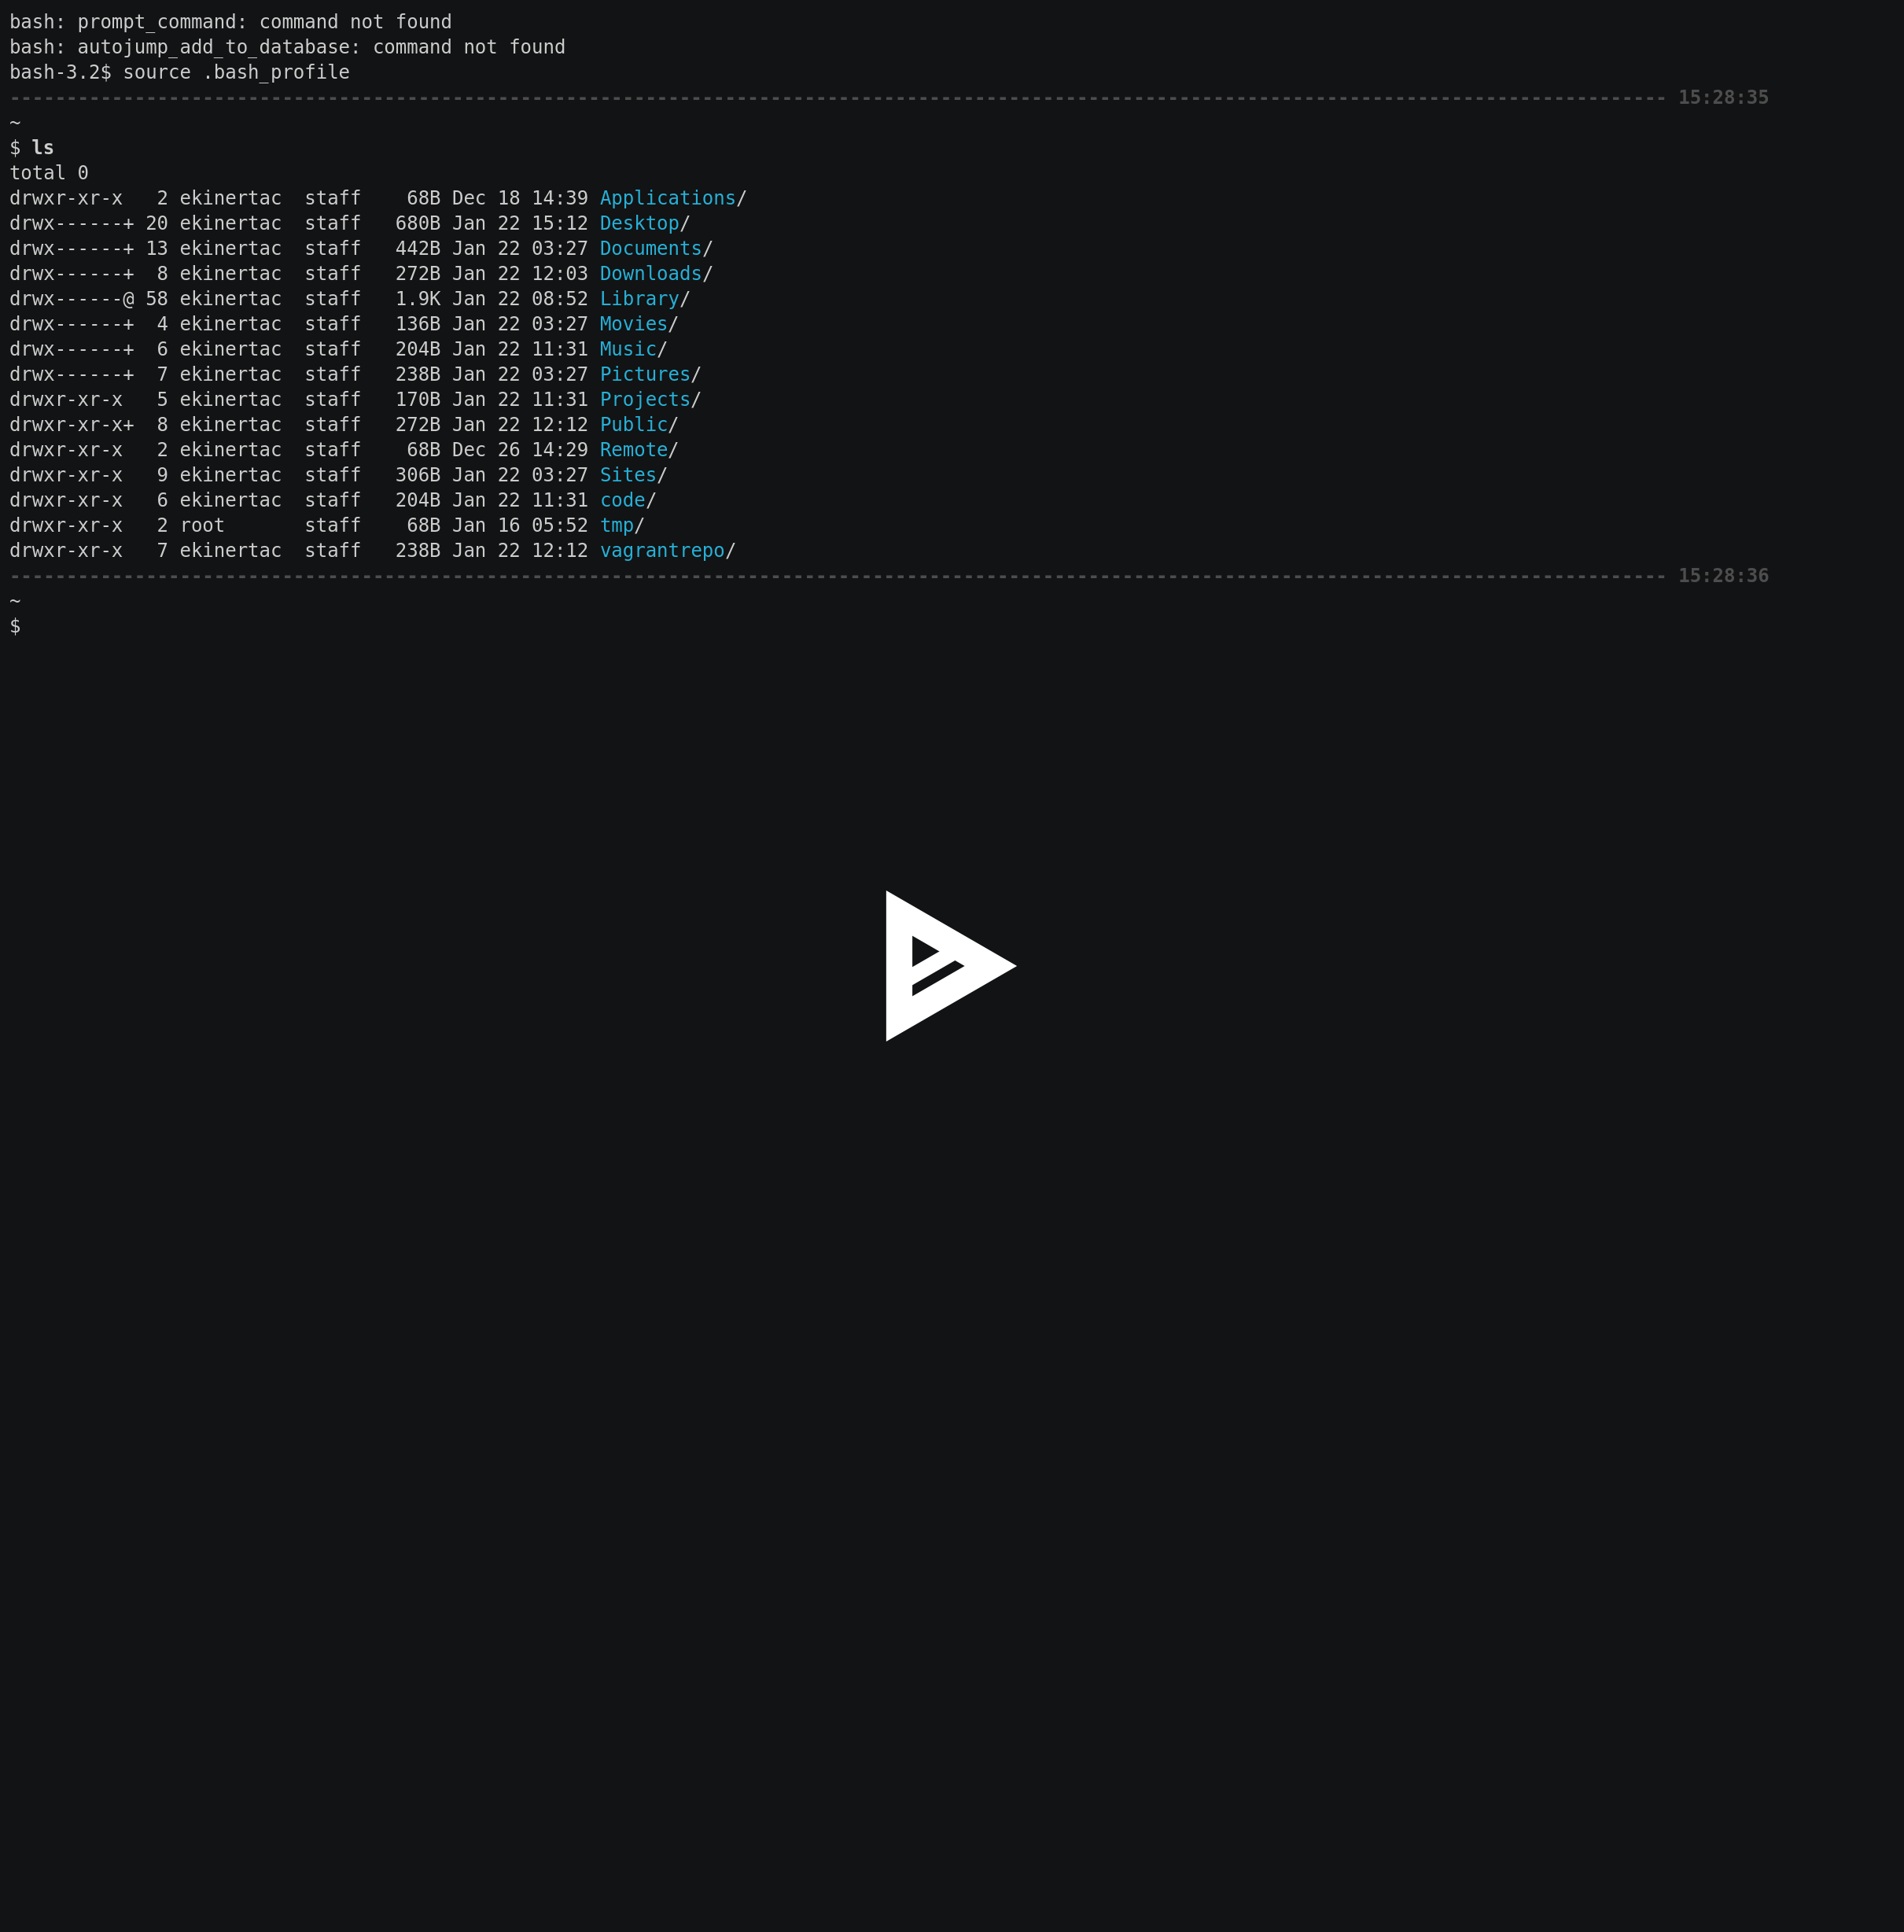 bash: prompt_command: command not found
bash: autojump_add_to_database: command not found
bash-3.2$ source .bash_profile
-------------------------------------------------------------------------------------------------------------------------------------------------- 15:28:35
~
$ ls
total 0
drwxr-xr-x   2 ekinertac  staff    68B Dec 18 14:39 Applications/
drwx------+ 20 ekinertac  staff   680B Jan 22 15:12 Desktop/
drwx------+ 13 ekinertac  staff   442B Jan 22 03:27 Documents/
drwx------+  8 ekinertac  staff   272B Jan 22 12:03 Downloads/
drwx------@ 58 ekinertac  staff   1.9K Jan 22 08:52 Library/
drwx------+  4 ekinertac  staff   136B Jan 22 03:27 Movies/
drwx------+  6 ekinertac  staff   204B Jan 22 11:31 Music/
drwx------+  7 ekinertac  staff   238B Jan 22 03:27 Pictures/
drwxr-xr-x   5 ekinertac  staff   170B Jan 22 11:31 Projects/
drwxr-xr-x+  8 ekinertac  staff   272B Jan 22 12:12 Public/
drwxr-xr-x   2 ekinertac  staff    68B Dec 26 14:29 Remote/
drwxr-xr-x   9 ekinertac  staff   306B Jan 22 03:27 Sites/
drwxr-xr-x   6 ekinertac  staff   204B Jan 22 11:31 code/
drwxr-xr-x   2 root       staff    68B Jan 16 05:52 tmp/
drwxr-xr-x   7 ekinertac  staff   238B Jan 22 12:12 vagrantrepo/
-------------------------------------------------------------------------------------------------------------------------------------------------- 15:28:36
~
$